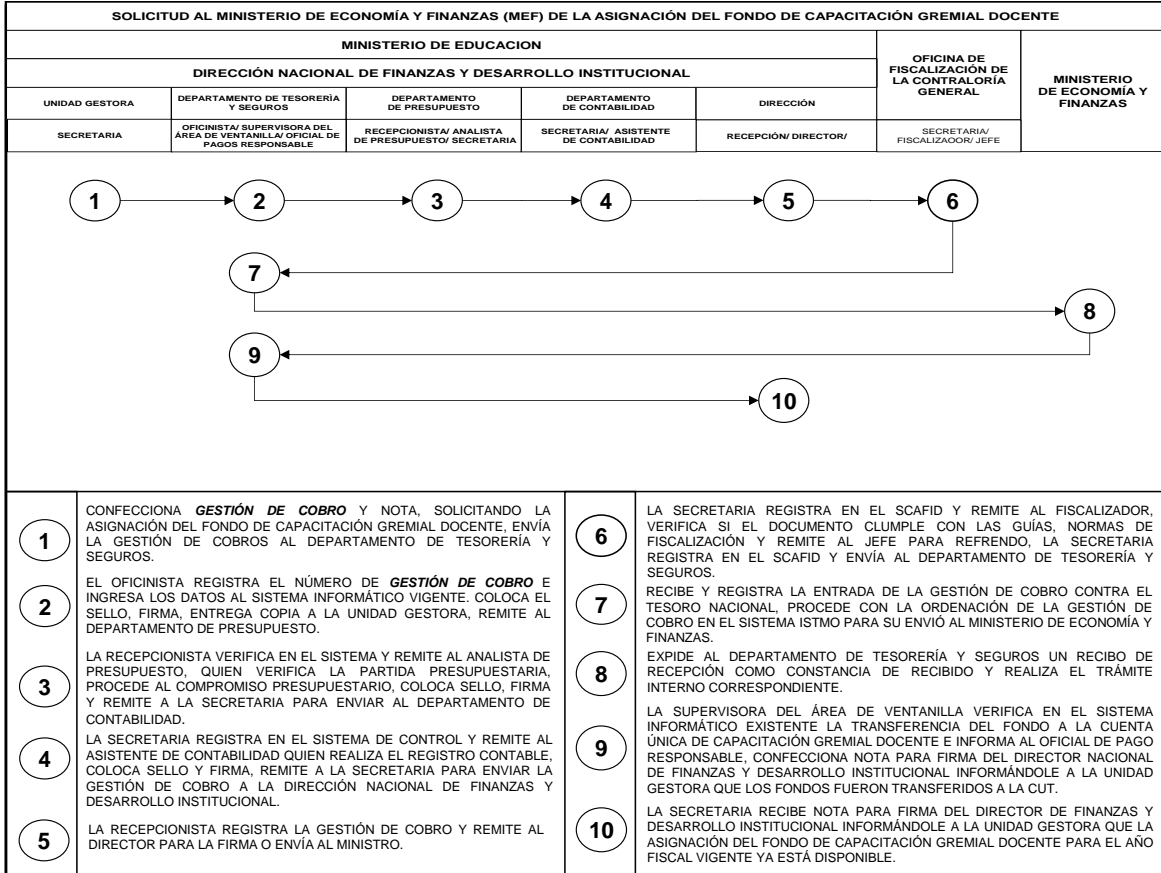 SOLICITUD AL MINISTERIO DE ECONOMÍA Y FINANZAS (MEF) DE LA ASIGNACIÓN DEL FONDO DE CAPACITACIÓN GREMIAL DOCENTE
MINISTERIO DE EDUCACION
DIRECCIÓN NACIONAL DE FINANZAS Y DESARROLLO INSTITUCIONAL
OFICINA DE
FISCALIZACIÓN DE
LA CONTRALORÍA
GENERAL
MINISTERIO
DE ECONOMÍA Y
FINANZAS
UNIDAD GESTORA
DEPARTAMENTO DE TESORERÌA
Y SEGUROS
DEPARTAMENTO
DE PRESUPUESTO
DEPARTAMENTO
DE CONTABILIDAD
DIRECCIÓN
SECRETARIA
OFICINISTA/ SUPERVISORA DEL
ÁREA DE VENTANILLA/ OFICIAL DE
PAGOS RESPONSABLE
RECEPCIONISTA/ ANALISTA
DE PRESUPUESTO/ SECRETARIA
SECRETARIA/ ASISTENTE
DE CONTABILIDAD
RECEPCIÓN/ DIRECTOR/
SECRETARIA/
FISCALIZAOOR/ JEFE
1
2
3
4
5
6
7
8
9
10
1
CONFECCIONA GESTIÓN DE COBRO Y NOTA, SOLICITANDO LA
ASIGNACIÓN DEL FONDO DE CAPACITACIÓN GREMIAL DOCENTE, ENVÍA
LA GESTIÓN DE COBROS AL DEPARTAMENTO DE TESORERÍA Y
SEGUROS.
2
EL OFICINISTA REGISTRA EL NÚMERO DE GESTIÓN DE COBRO E
INGRESA LOS DATOS AL SISTEMA INFORMÁTICO VIGENTE. COLOCA EL
SELLO, FIRMA, ENTREGA COPIA A LA UNIDAD GESTORA, REMITE AL
DEPARTAMENTO DE PRESUPUESTO.
3
LA RECEPCIONISTA VERIFICA EN EL SISTEMA Y REMITE AL ANALISTA DE
PRESUPUESTO, QUIEN VERIFICA LA PARTIDA PRESUPUESTARIA,
PROCEDE AL COMPROMISO PRESUPUESTARIO, COLOCA SELLO, FIRMA
Y REMITE A LA SECRETARIA PARA ENVIAR AL DEPARTAMENTO DE
CONTABILIDAD.
4
LA SECRETARIA REGISTRA EN EL SISTEMA DE CONTROL Y REMITE AL
ASISTENTE DE CONTABILIDAD QUIEN REALIZA EL REGISTRO CONTABLE,
COLOCA SELLO Y FIRMA, REMITE A LA SECRETARIA PARA ENVIAR LA
GESTIÓN DE COBRO A LA DIRECCIÓN NACIONAL DE FINANZAS Y
DESARROLLO INSTITUCIONAL.
5
LA RECEPCIONISTA REGISTRA LA GESTIÓN DE COBRO Y REMITE AL
DIRECTOR PARA LA FIRMA O ENVÍA AL MINISTRO.
6
LA SECRETARIA REGISTRA EN EL SCAFID Y REMITE AL FISCALIZADOR,
VERIFICA SI EL DOCUMENTO CLUMPLE CON LAS GUÍAS, NORMAS DE
FISCALIZACIÓN Y REMITE AL JEFE PARA REFRENDO, LA SECRETARIA
REGISTRA EN EL SCAFID Y ENVÍA AL DEPARTAMENTO DE TESORERÍA Y
SEGUROS.
7
RECIBE Y REGISTRA LA ENTRADA DE LA GESTIÓN DE COBRO CONTRA EL
TESORO NACIONAL, PROCEDE CON LA ORDENACIÓN DE LA GESTIÓN DE
COBRO EN EL SISTEMA ISTMO PARA SU ENVIÓ AL MINISTERIO DE ECONOMÍA Y
FINANZAS.
8
EXPIDE AL DEPARTAMENTO DE TESORERÍA Y SEGUROS UN RECIBO DE
RECEPCIÓN COMO CONSTANCIA DE RECIBIDO Y REALIZA EL TRÁMITE
INTERNO CORRESPONDIENTE.
9
LA SUPERVISORA DEL ÁREA DE VENTANILLA VERIFICA EN EL SISTEMA
INFORMÁTICO EXISTENTE LA TRANSFERENCIA DEL FONDO A LA CUENTA
ÚNICA DE CAPACITACIÓN GREMIAL DOCENTE E INFORMA AL OFICIAL DE PAGO
RESPONSABLE, CONFECCIONA NOTA PARA FIRMA DEL DIRECTOR NACIONAL
DE FINANZAS Y DESARROLLO INSTITUCIONAL INFORMÁNDOLE A LA UNIDAD
GESTORA QUE LOS FONDOS FUERON TRANSFERIDOS A LA CUT.
10
LA SECRETARIA RECIBE NOTA PARA FIRMA DEL DIRECTOR DE FINANZAS Y
DESARROLLO INSTITUCIONAL INFORMÁNDOLE A LA UNIDAD GESTORA QUE LA
ASIGNACIÓN DEL FONDO DE CAPACITACIÓN GREMIAL DOCENTE PARA EL AÑO
FISCAL VIGENTE YA ESTÁ DISPONIBLE.